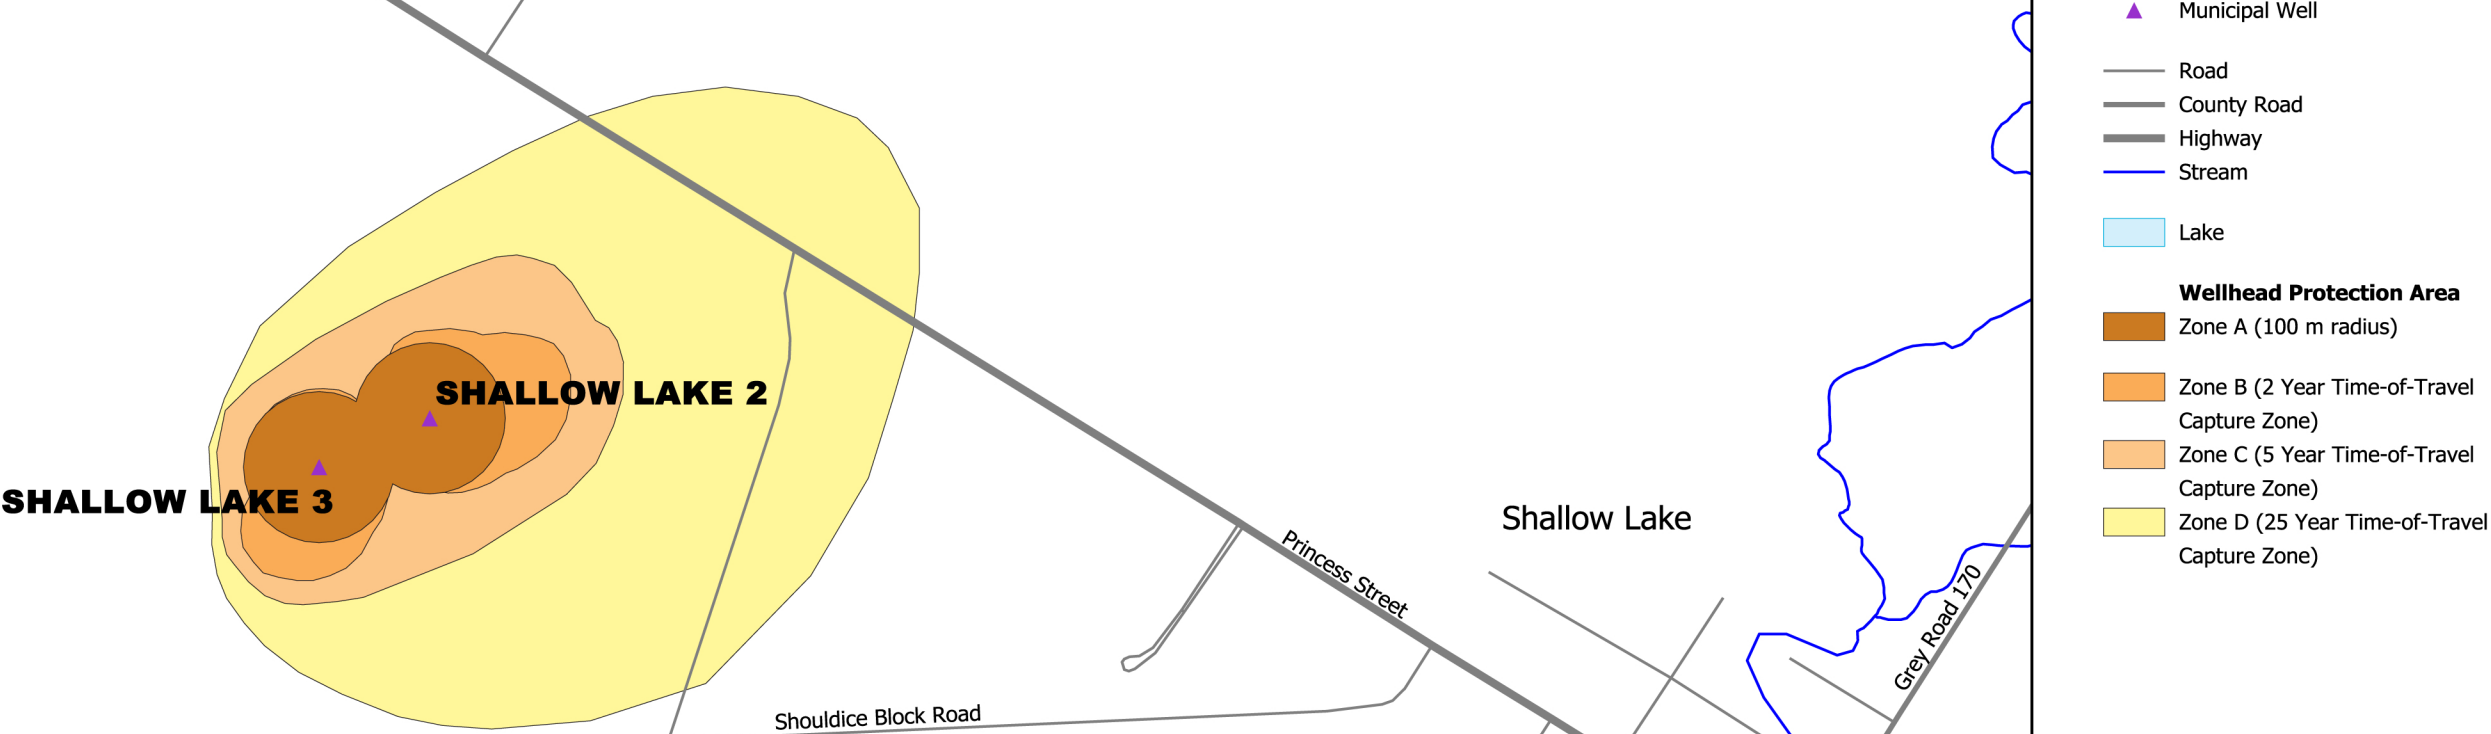 SHALLOW LAKE 2
SHALLOW LAKE 3
Shallow Lake
Princess Street
Grey Road 170
Shouldice Block Road
Municipal Well
Road
County Road
Highway
Stream
Lake
Wellhead Protection Area
Zone A (100 m radius)
Zone B (2 Year Time-of-Travel
Capture Zone)
Zone C (5 Year Time-of-Travel
Capture Zone)
Zone D (25 Year Time-of-Travel
Capture Zone)